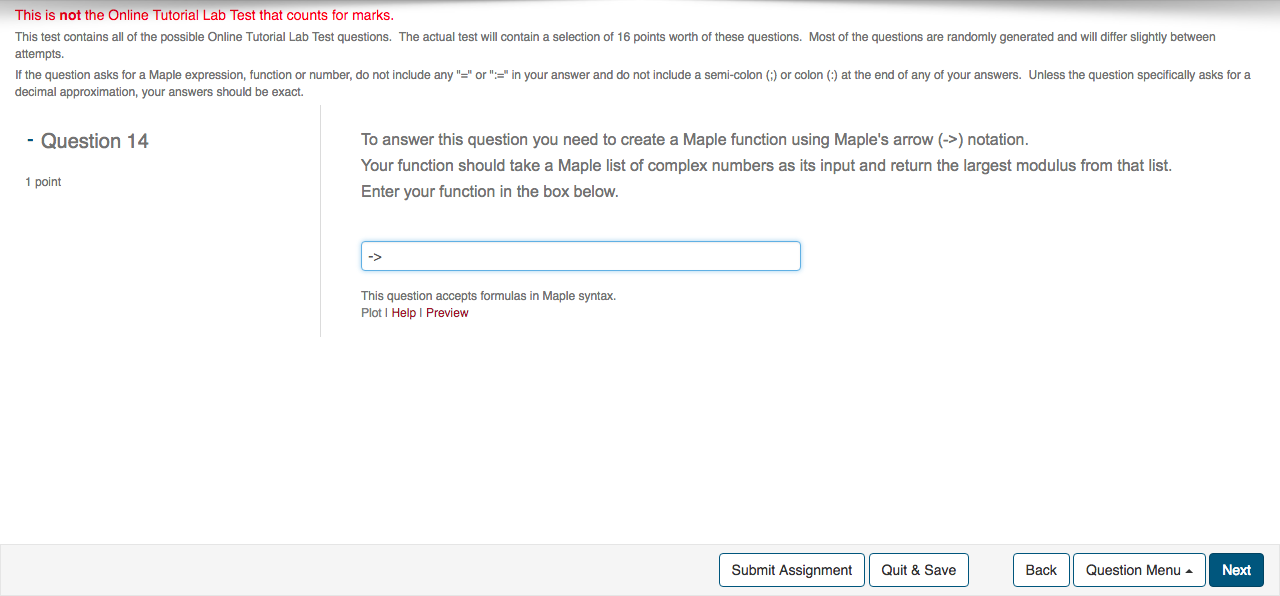 This is not the Online Tutorial Lab Test that counts for marks.
This test contains all of the possible Online Tutorial Lab Test questions.  The actual test will contain a selection of 16 points worth of these questions.  Most of the questions are randomly generated and will differ slightly between
attempts.
If the question asks for a Maple expression, function or number, do not include any "=" or ":=" in your answer and do not include a semi-colon (;) or colon (:) at the end of any of your answers.  Unless the question specifically asks for a
decimal approximation, your answers should be exact.
- Question 14
1 point
To answer this question you need to create a Maple function using Maple's arrow (->) notation.
Your function should take a Maple list of complex numbers as its input and return the largest modulus from that list.
Enter your function in the box below.
->
This question accepts formulas in Maple syntax.
Plot | Help | Preview
Submit Assignment Quit & Save Back Question Menu Next